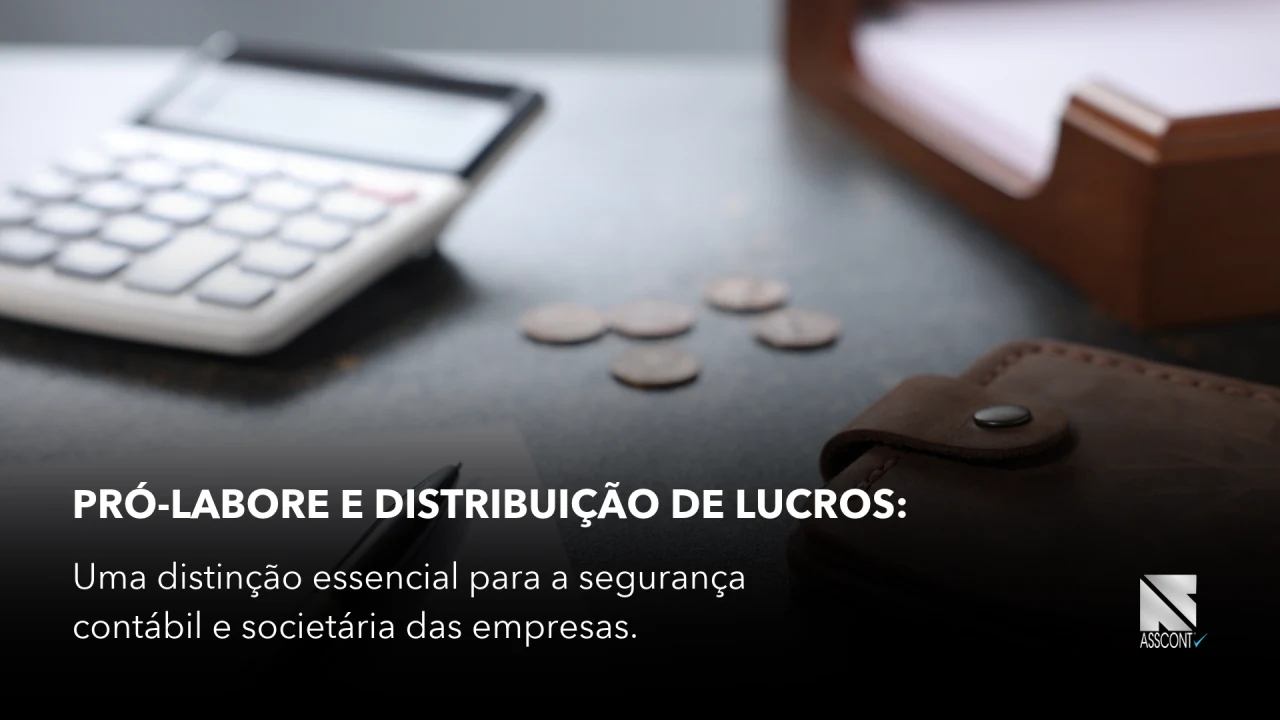 PRÓ-LABORE E DISTRIBUIÇÃO DE LUCROS:
Uma distinção essencial para a segurança
contábil e societária das empresas.
ASSCONT